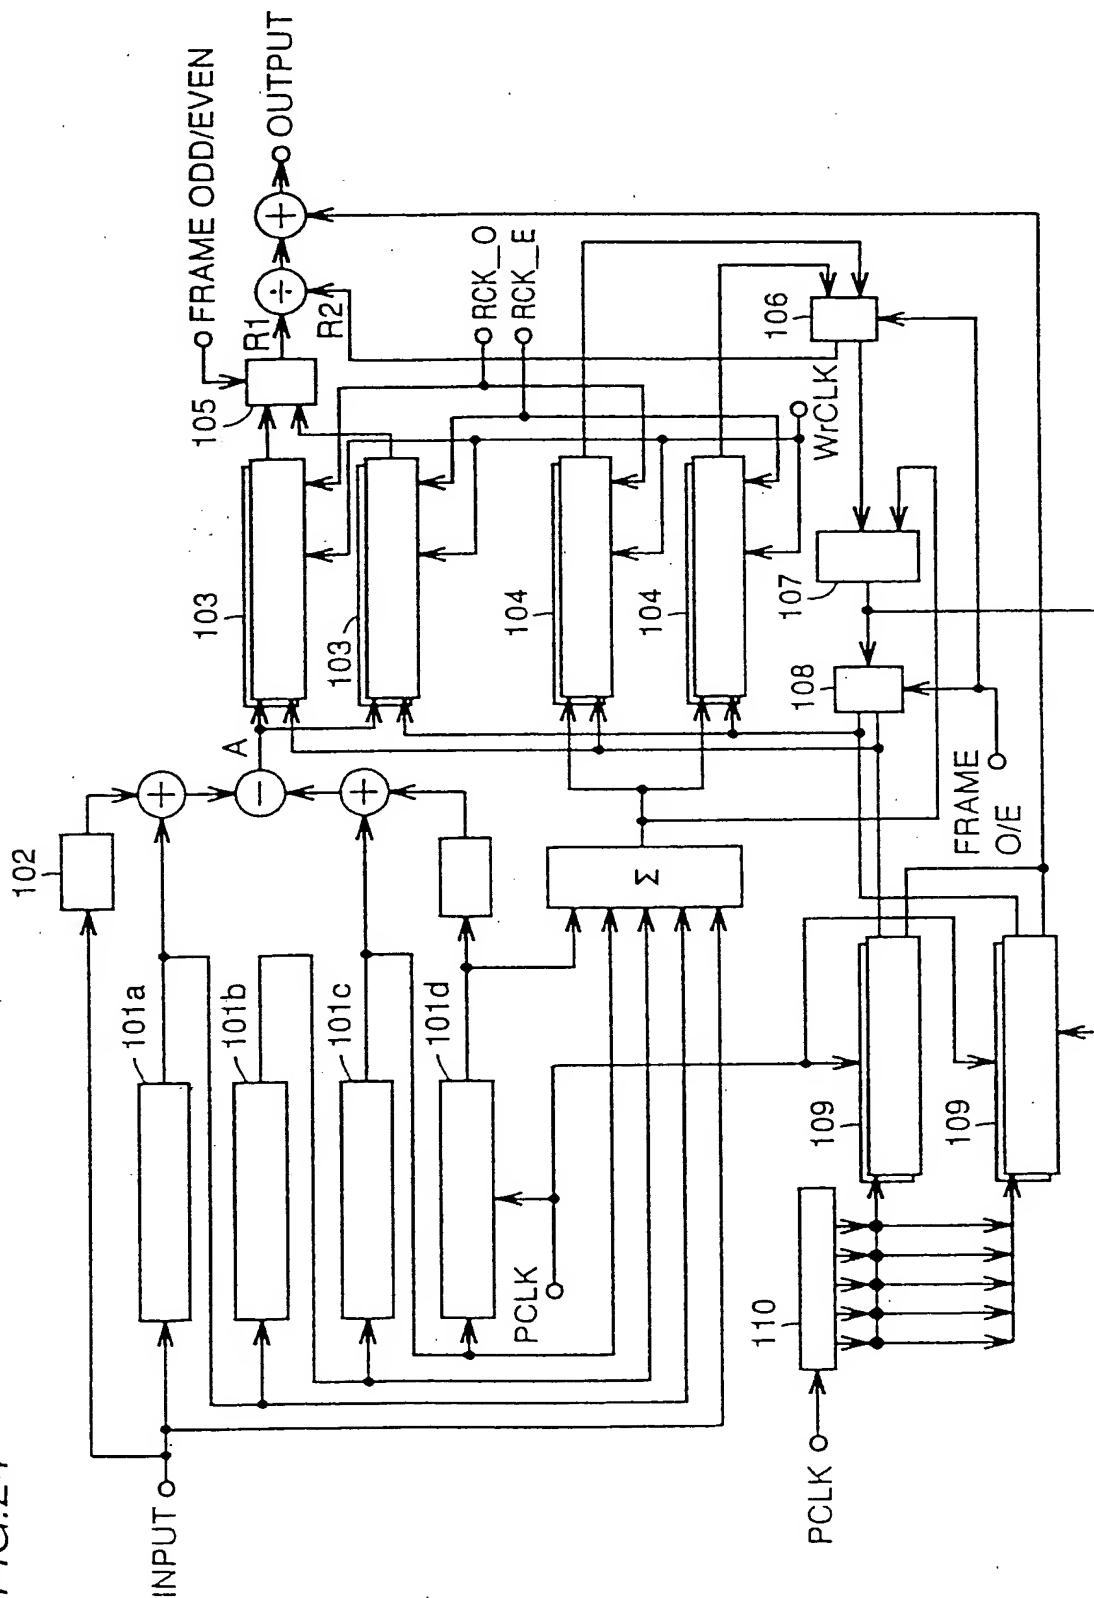 INPUT
102
101a
101b
101c
101d
PCLK
A
Σ
103
103
104
104
105
FRAME ODD/EVEN
R1
R2
OUTPUT
RCK_O
RCK_E
106
WrCLK
107
108
FRAME
O/E
109
109
110
PCLK